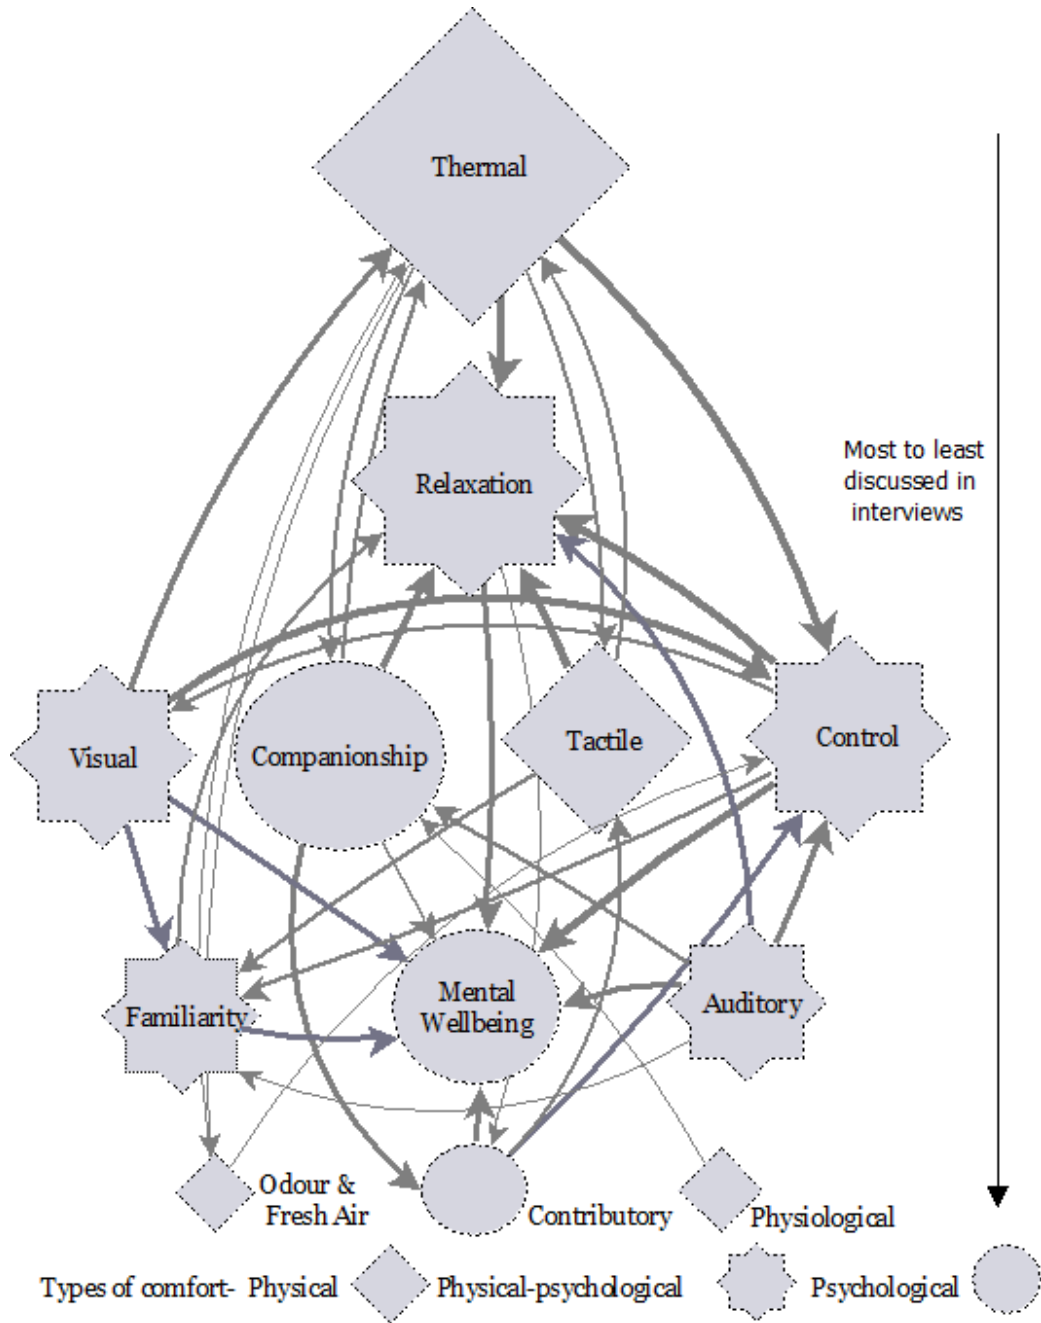 Thermal
Most to least
discussed in
interviews
Relaxation
Visual
Companionship
Tactile
Control
Familiarity
Mental
Wellbeing
Auditory
Odour &
Fresh Air
Contributory
Physiological
Types of comfort- Physical Physical-psychological Psychological